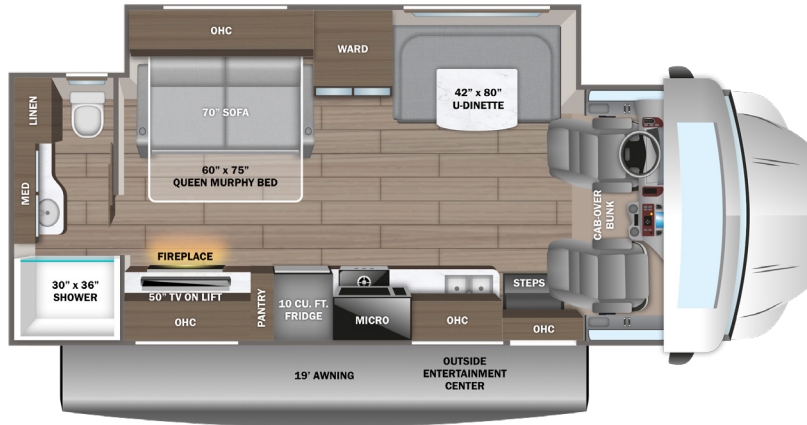 OHC
WARD
42" x 80"
U-DINETTE
LINEN
70" SOFA
60" x 75"
QUEEN MURPHY BED
MED
CAB-OVER
BUNK
FIREPLACE
30" x 36"
SHOWER
50" TV ON LIFT
PANTRY
10 CU. FT.
FRIDGE
STEPS
OHC
MICRO
OHC
OHC
19' AWNING
OUTSIDE
ENTERTAINMENT
CENTER